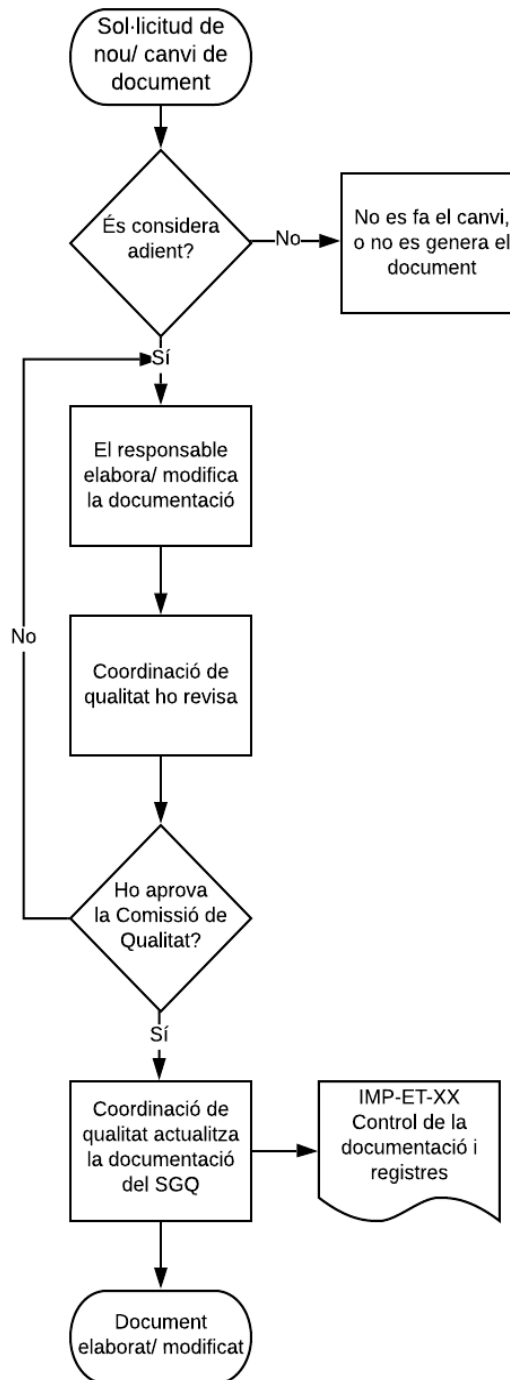 Sol·licitud de
nou/ canvi de
document
És considera
adient?
No
No es fa el canvi,
o no es genera el
document
Sí
El responsable
elabora/ modifica
la documentació
No
Coordinació de
qualitat ho revisa
Ho aprova
la Comissió de
Qualitat?
Sí
Coordinació de
qualitat actualitza
la documentació
del SGQ
IMP-ET-XX
Control de la
documentació i
registres
Document
elaborat/ modificat